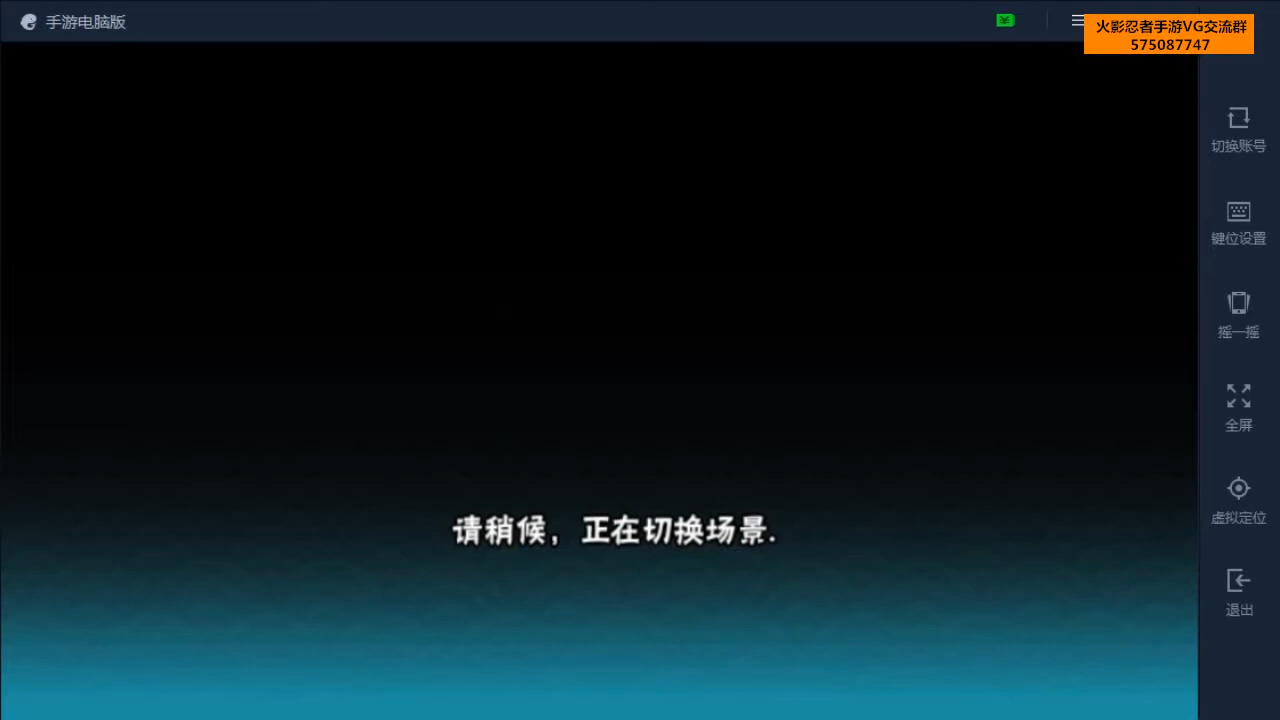 手游电脑版
火影忍者手游VG交流群
575087747
切换账号
键位设置
摇一摇
全屏
请稍候，正在切换场景.
虚拟定位
退出